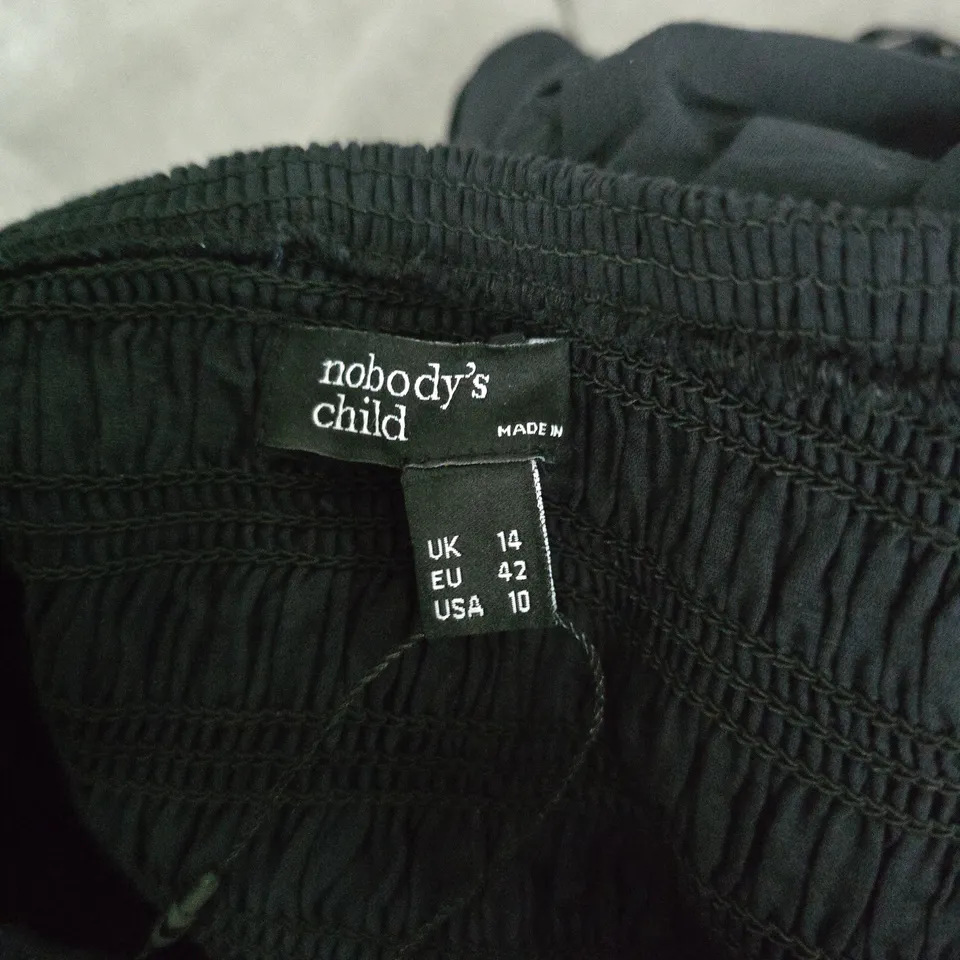 nobody's
child
MADE IN
UK 14
EU 42
USA 10